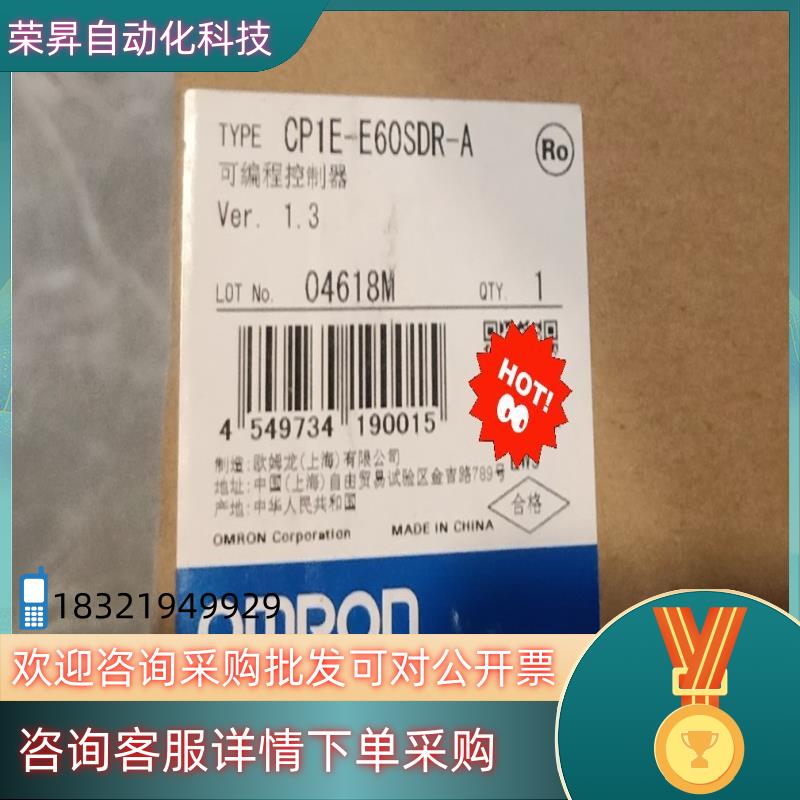 荣昇自动化科技
TYPE CP1E-E60SDR-A
Ro
可编程控制器
Ver. 1.3
LOT No. 04618M QTY. 1
HOT!
4 549734 190015
制造:欧姆龙(上海)有限公司
地址:中国(上海)自由贸易试验区金吉路789号
产地:中华人民共和国
合格
OMRON Corporation MADE IN CHINA
18321949929
OMRON
欢迎咨询采购批发可对公开票
咨询客服详情下单采购